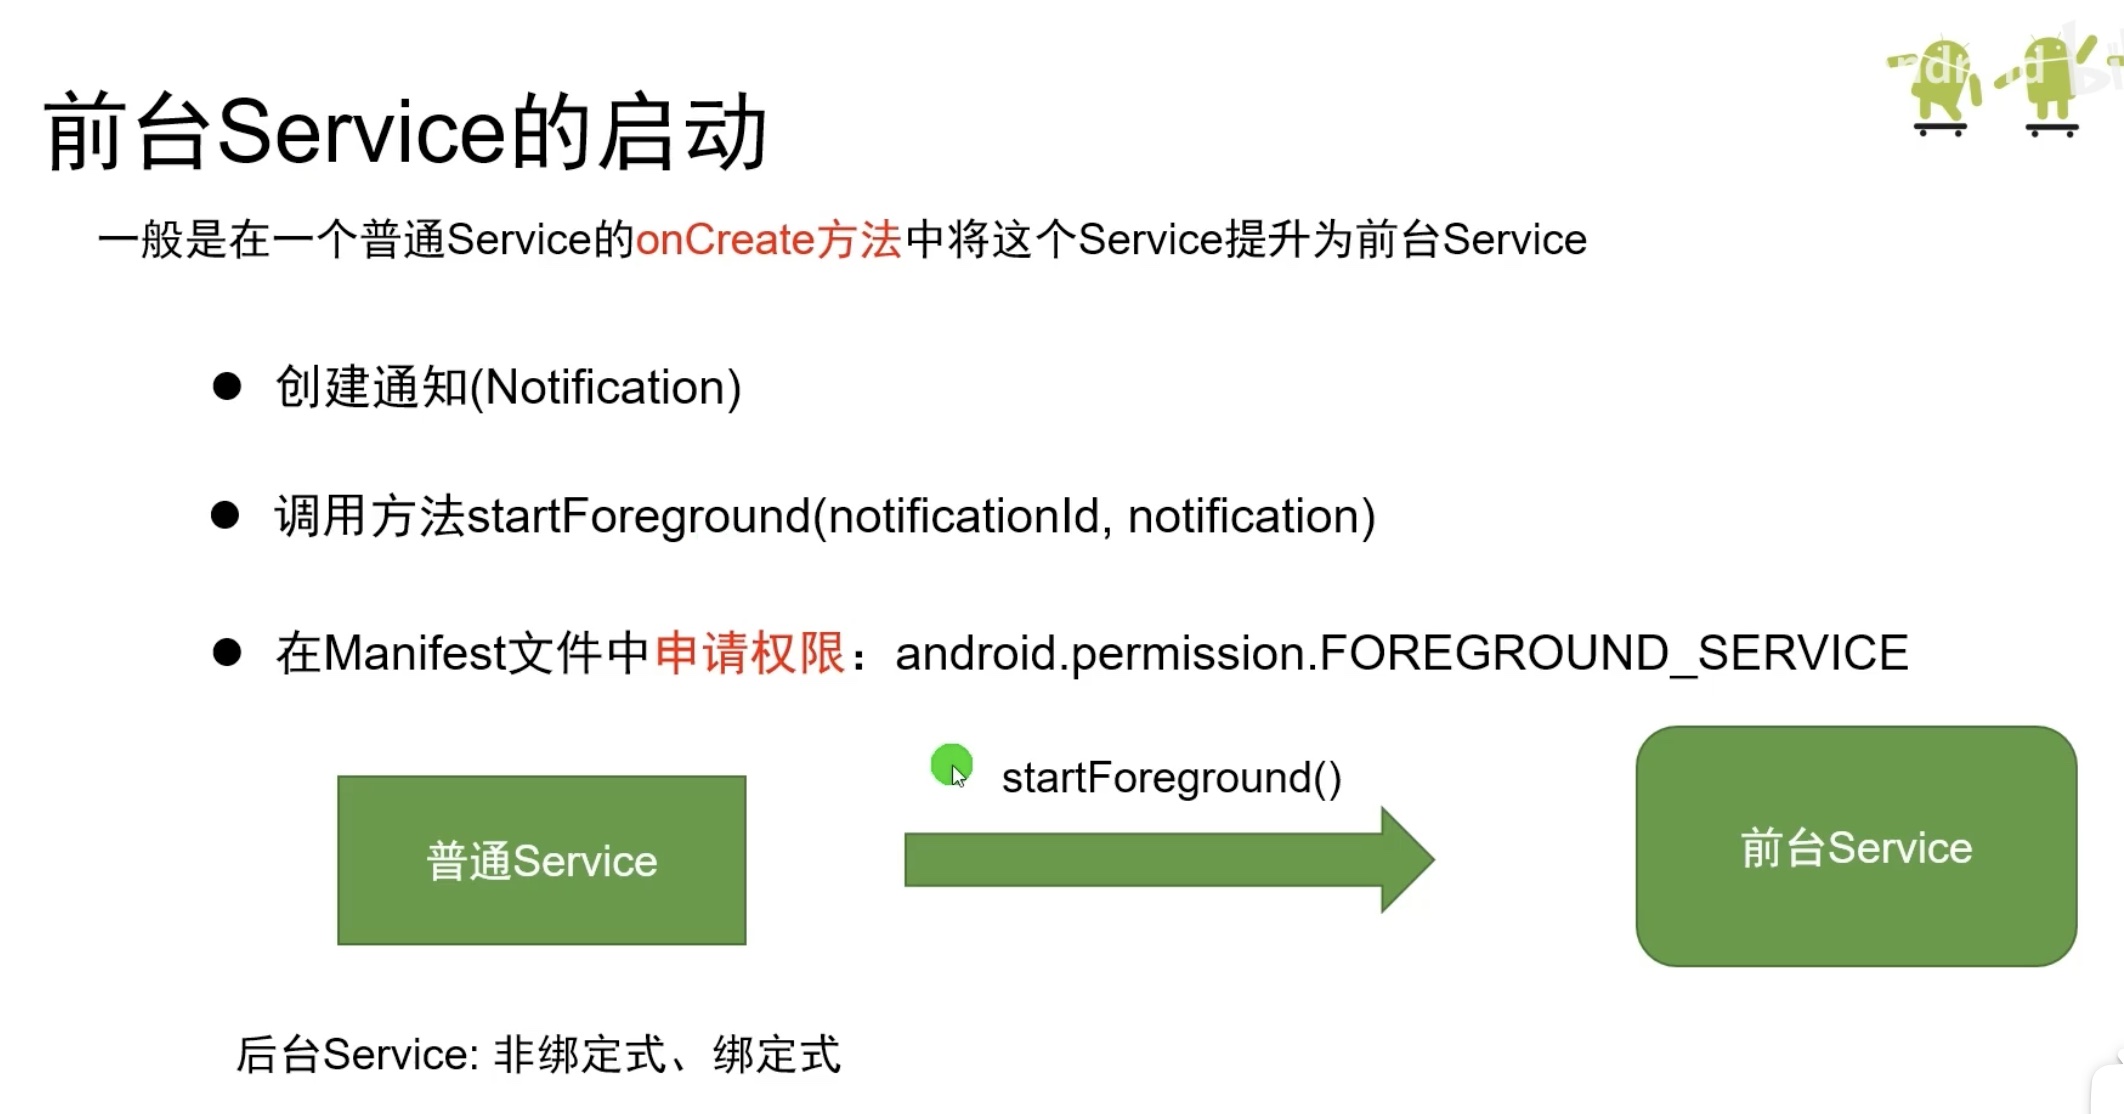 前台Service的启动
一般是在一个普通Service的onCreate方法中将这个Service提升为前台Service
● 创建通知(Notification)
● 调用方法startForeground(notificationId, notification)
● 在Manifest文件中申请权限：android.permission.FOREGROUND_SERVICE
startForeground()
普通Service
前台Service
后台Service: 非绑定式、绑定式